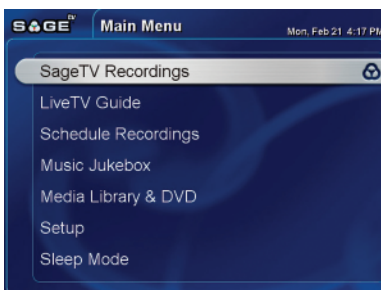 SAGE TV Main Menu Mon, Feb 21 4:17 PM
SageTV Recordings
LiveTV Guide
Schedule Recordings
Music Jukebox
Media Library & DVD
Setup
Sleep Mode